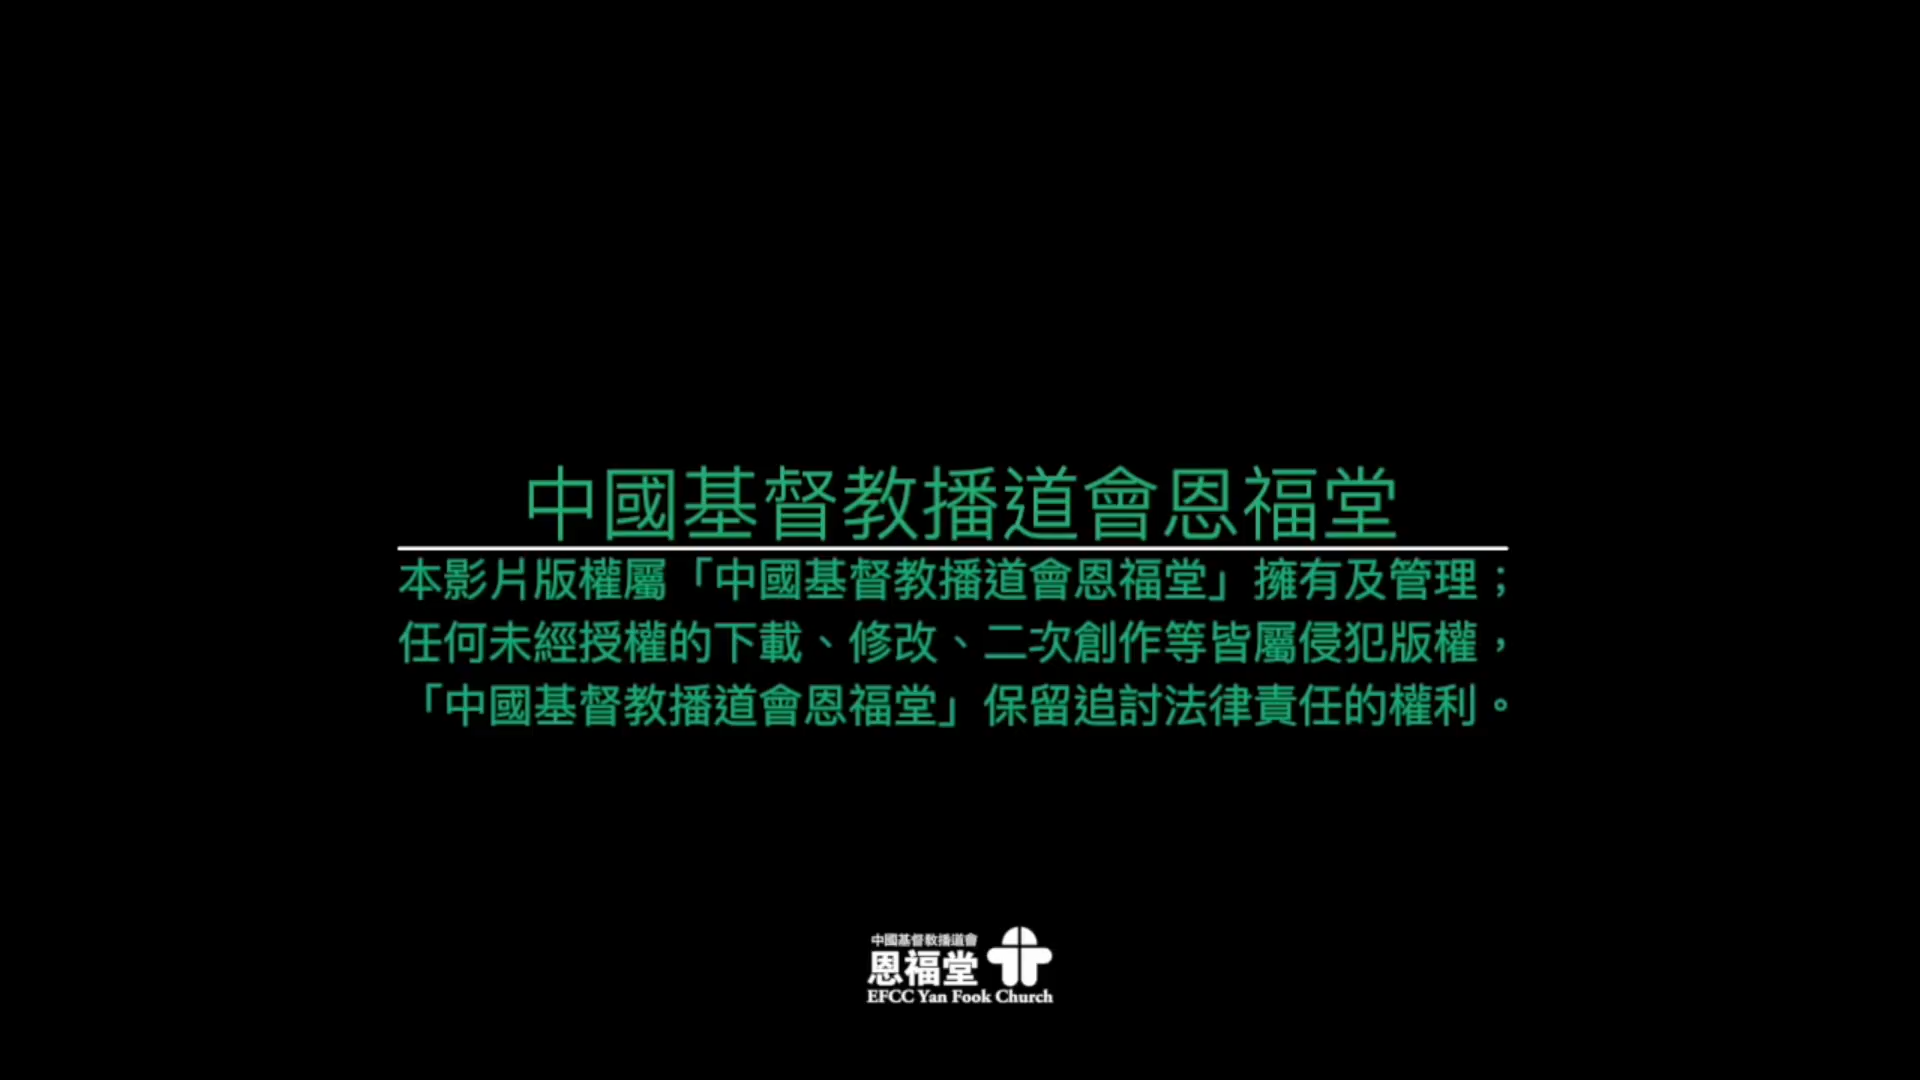 中國基督教播道會恩福堂
本影片版權屬「中國基督教播道會恩福堂」擁有及管理；
任何未經授權的下載、修改、二次創作等皆屬侵犯版權，
「中國基督教播道會恩福堂」保留追討法律責任的權利。
中國基督教播道會
恩福堂
EFCC Yan Fook Church